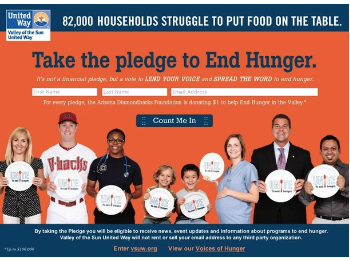 United
Way
Valley of the Sun
United Way
82,000 HOUSEHOLDS STRUGGLE TO PUT FOOD ON THE TABLE.
Take the pledge to End Hunger.
It's not a financial pledge, but a vote to LEND YOUR VOICE and SPREAD THE WORD to end hunger.
First Name Last Name Email Address
For every pledge, the Arizona Diamondbacks Foundation is donating $1 to help End Hunger in the Valley.*
Count Me In
By taking the Pledge you will be eligible to receive news, event updates and information about programs to end hunger.
Valley of the Sun United Way will not rent or sell your email address to any third party organization.
Enter vsuw.org View our Voices of Hunger